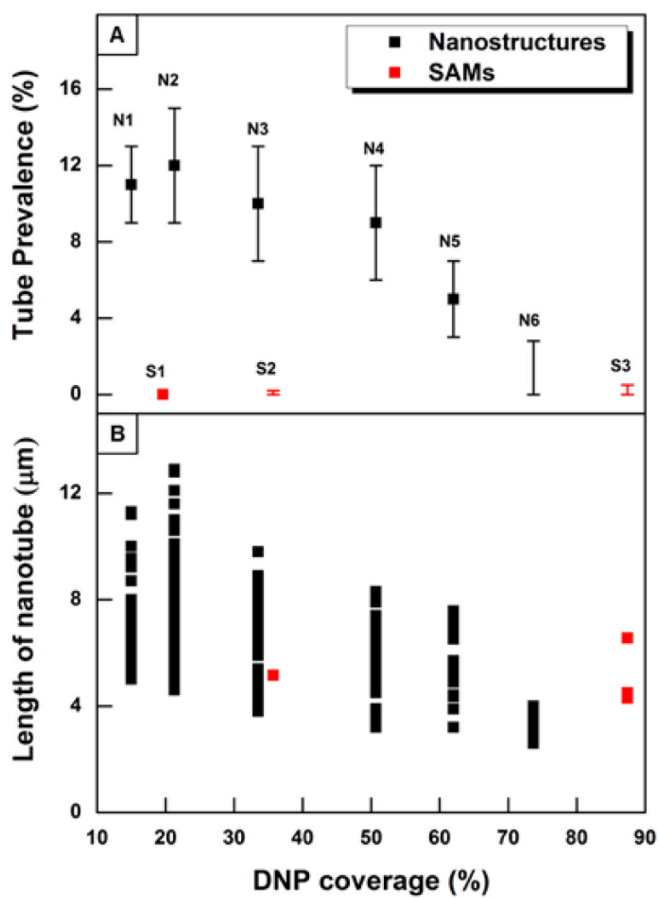 A
Nanostructures
SAMs
Tube Prevalence (%)
16
12
8
4
0
N1
N2
N3
N4
N5
N6
S1
S2
S3
B
Length of nanotube (μm)
12
8
4
0
10 20 30 40 50 60 70 80 90
DNP coverage (%)